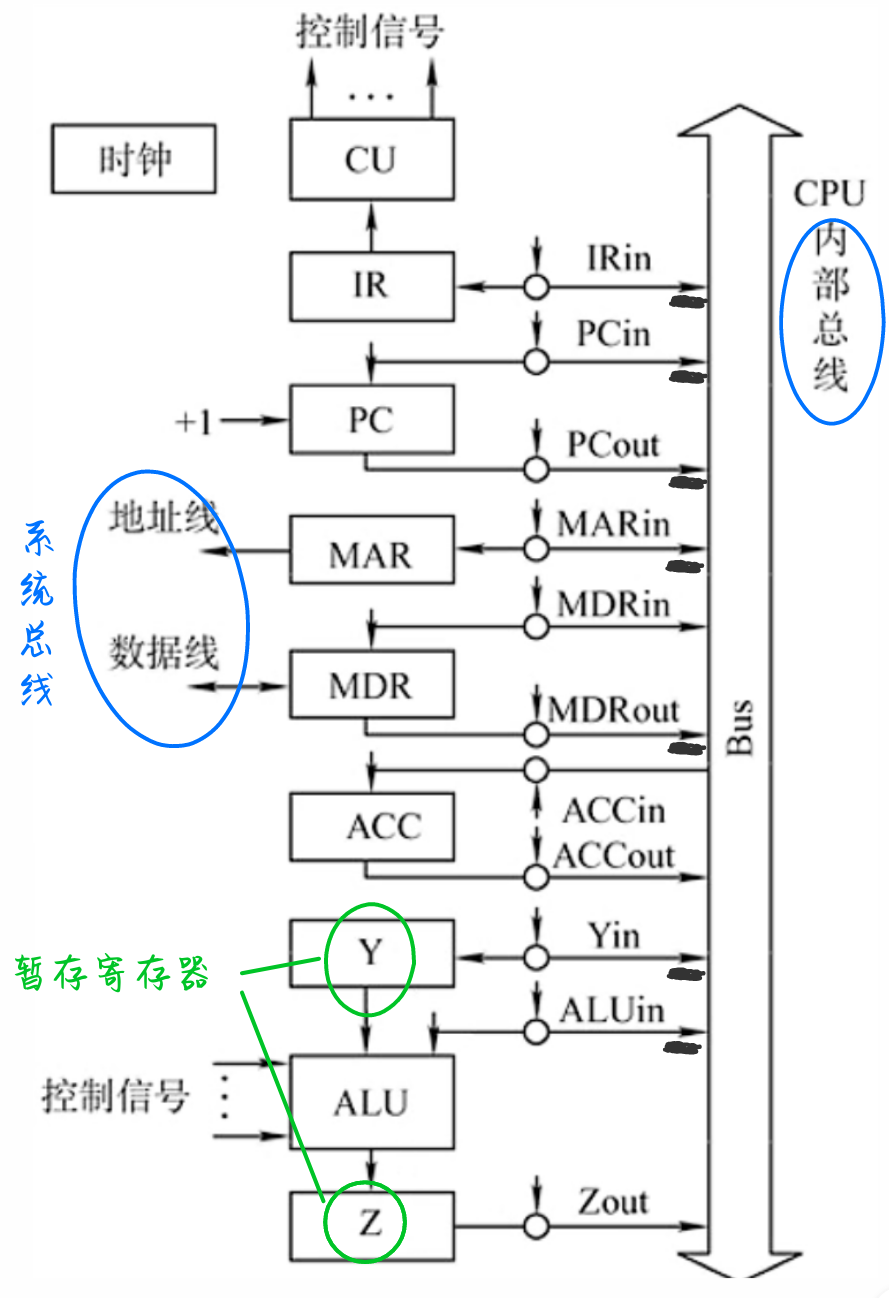 控制信号
···
时钟
CU
CPU
内部总线
IR
IRin
PCin
+1
PC
PCout
地址线
MAR
MARin
系统总线
MDRin
数据线
MDR
MDRout
Bus
ACC
ACCin
ACCout
暂存寄存器
Y
Yin
ALUin
控制信号
ALU
Z
Zout